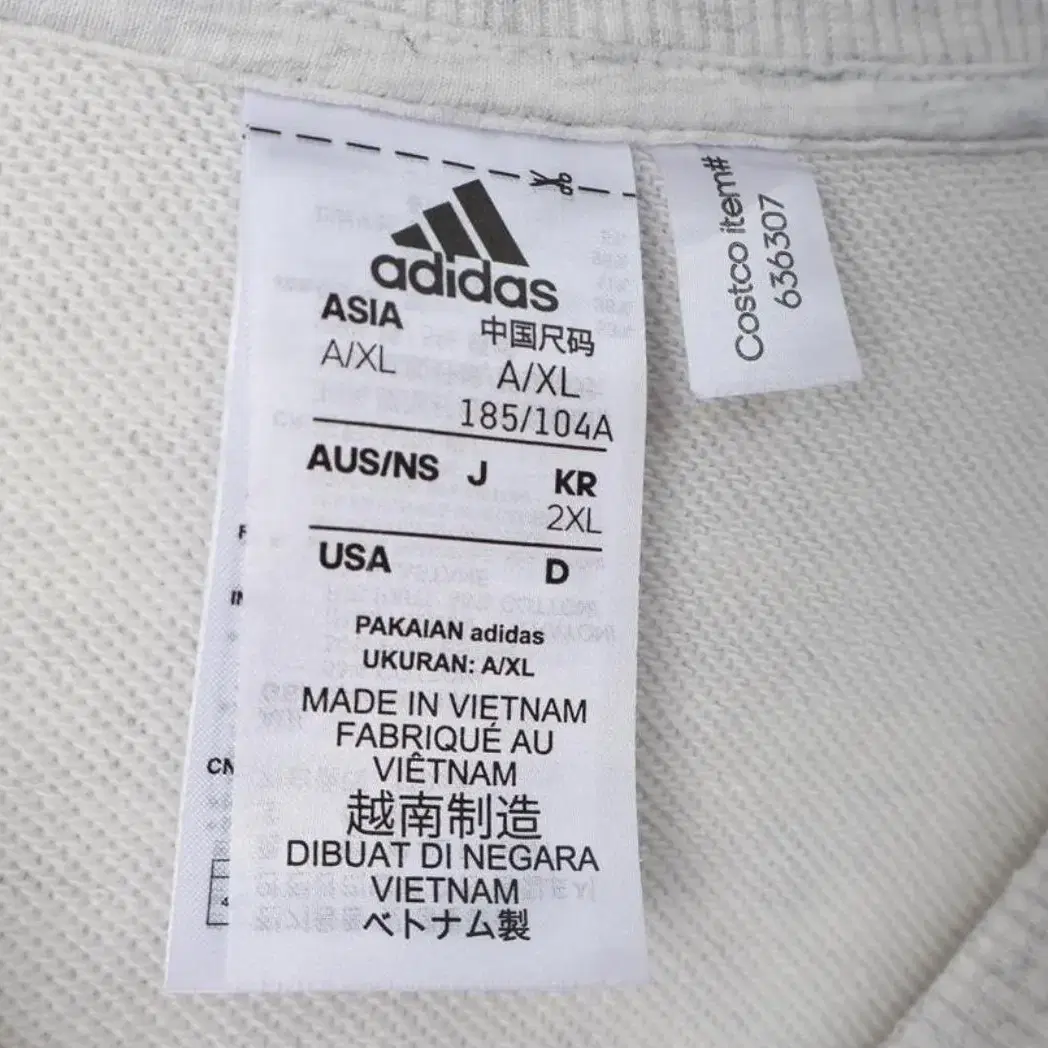 adidas
ASIA 中国尺码
A/XL A/XL
185/104A
AUS/NS J KR
2XL
USA D
PAKAIAN adidas
UKURAN: A/XL
MADE IN VIETNAM
FABRIQUÉ AU
VIÊTNAM
越南制造
DIBUAT DI NEGARA
VIETNAM
ベトナム製
Costco item#
636307
CN